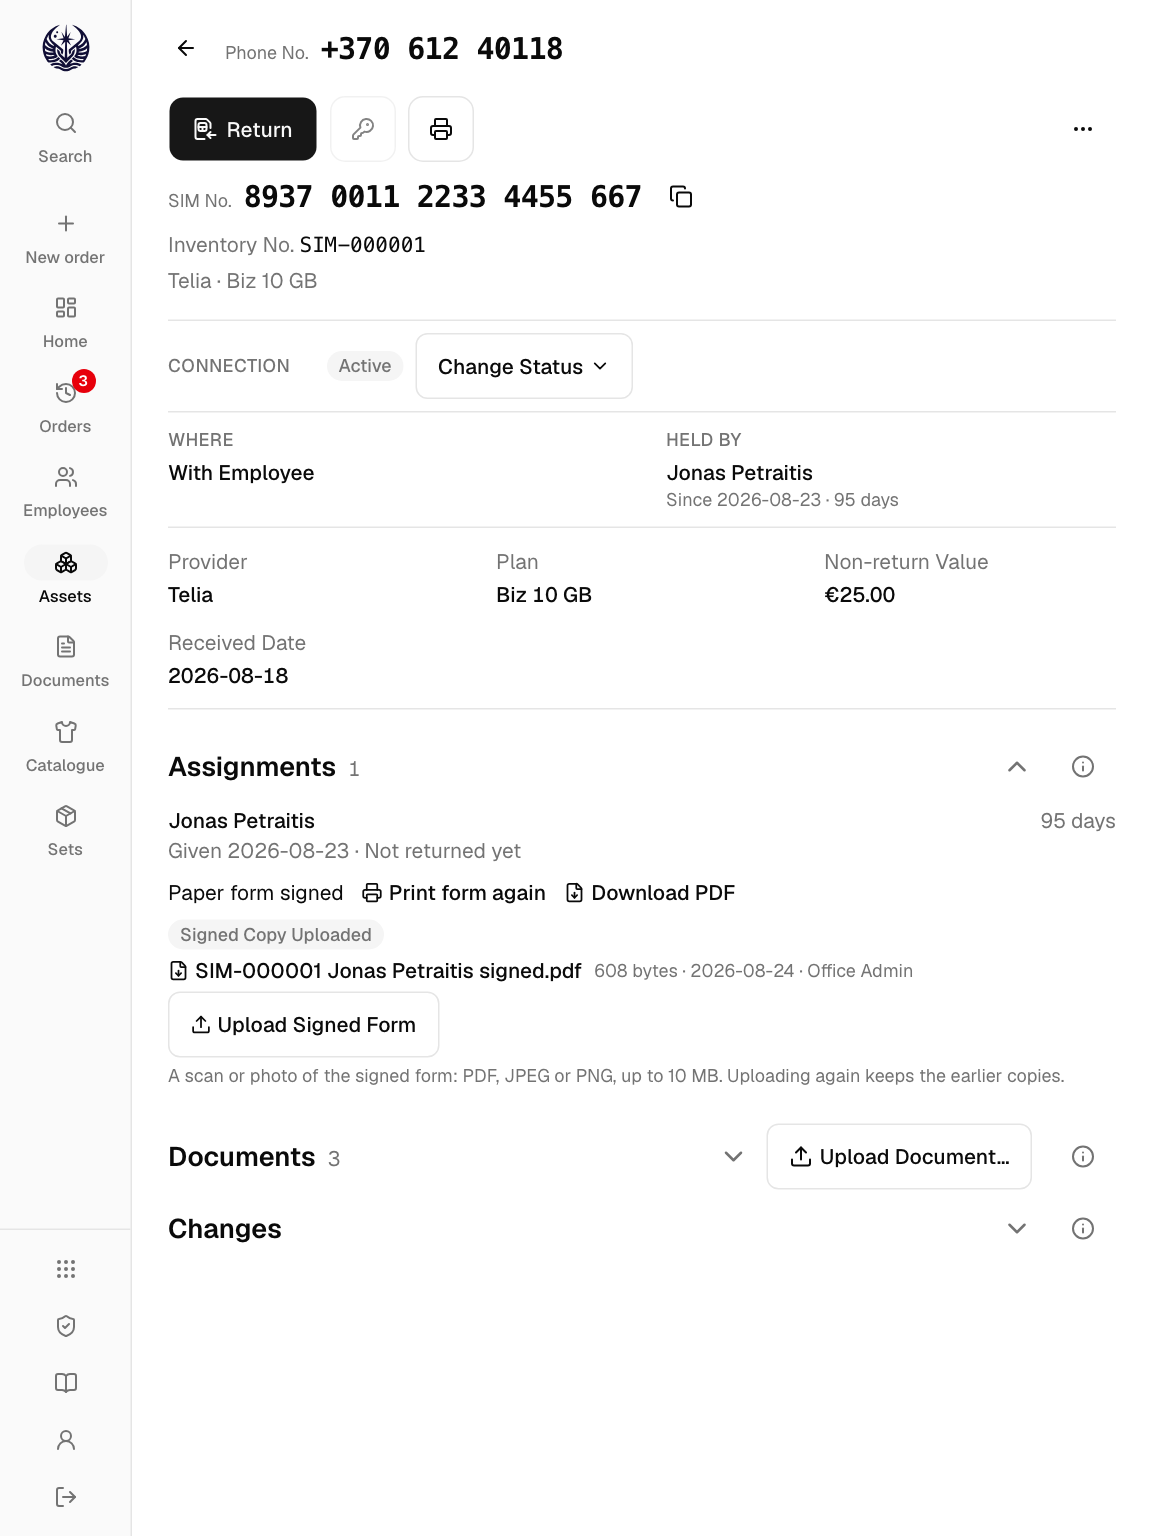 Phone No. +370 612 40118
Return
Search
SIM No. 8937 0011 2233 4455 667
Inventory No. SIM-000001
New order
Telia · Biz 10 GB
Home
CONNECTION Active Change Status
3
Orders
WHERE HELD BY
With Employee Jonas Petraitis
Since 2026-08-23 · 95 days
Employees
Provider Plan Non-return Value
Telia Biz 10 GB €25.00
Assets
Received Date
2026-08-18
Documents
Assignments 1
Catalogue
Jonas Petraitis 95 days
Given 2026-08-23 · Not returned yet
Sets
Paper form signed Print form again Download PDF
Signed Copy Uploaded
SIM-000001 Jonas Petraitis signed.pdf 608 bytes · 2026-08-24 · Office Admin
Upload Signed Form
A scan or photo of the signed form: PDF, JPEG or PNG, up to 10 MB. Uploading again keeps the earlier copies.
Documents 3 Upload Document...
Changes